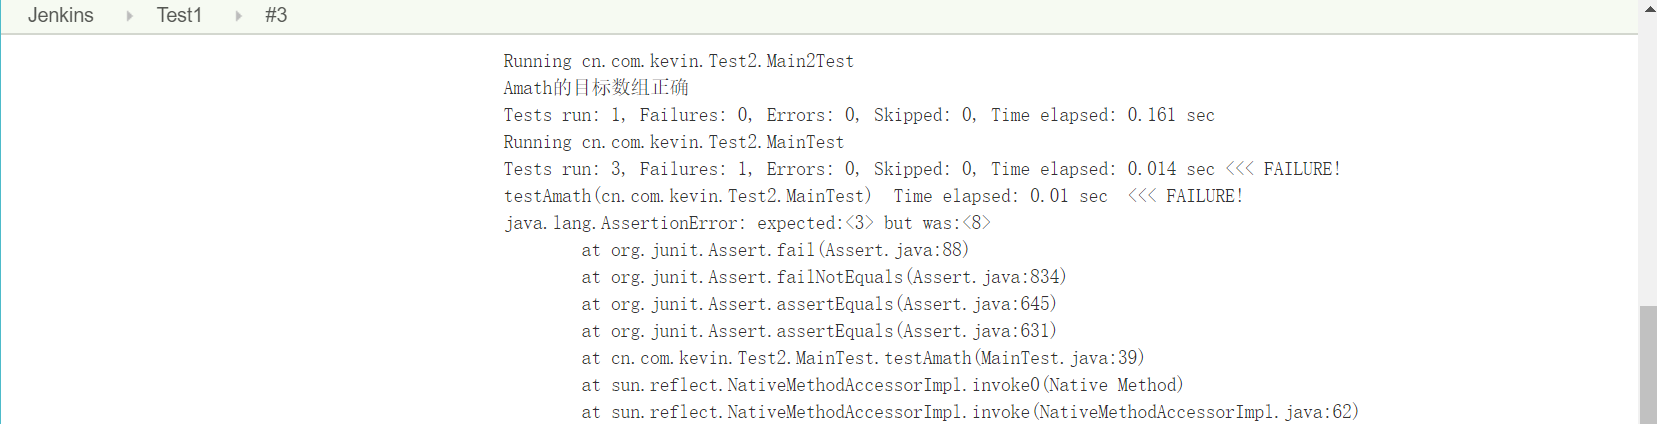 Jenkins Test1 #3
Running cn.com.kevin.Test2.Main2Test
Amath的目标数组正确
Tests run: 1, Failures: 0, Errors: 0, Skipped: 0, Time elapsed: 0.161 sec
Running cn.com.kevin.Test2.MainTest
Tests run: 3, Failures: 1, Errors: 0, Skipped: 0, Time elapsed: 0.014 sec <<< FAILURE!
testAmath(cn.com.kevin.Test2.MainTest)  Time elapsed: 0.01 sec  <<< FAILURE!
java.lang.AssertionError: expected:<3> but was:<8>
        at org.junit.Assert.fail(Assert.java:88)
        at org.junit.Assert.failNotEquals(Assert.java:834)
        at org.junit.Assert.assertEquals(Assert.java:645)
        at org.junit.Assert.assertEquals(Assert.java:631)
        at cn.com.kevin.Test2.MainTest.testAmath(MainTest.java:39)
        at sun.reflect.NativeMethodAccessorImpl.invoke0(Native Method)
        at sun.reflect.NativeMethodAccessorImpl.invoke(NativeMethodAccessorImpl.java:62)